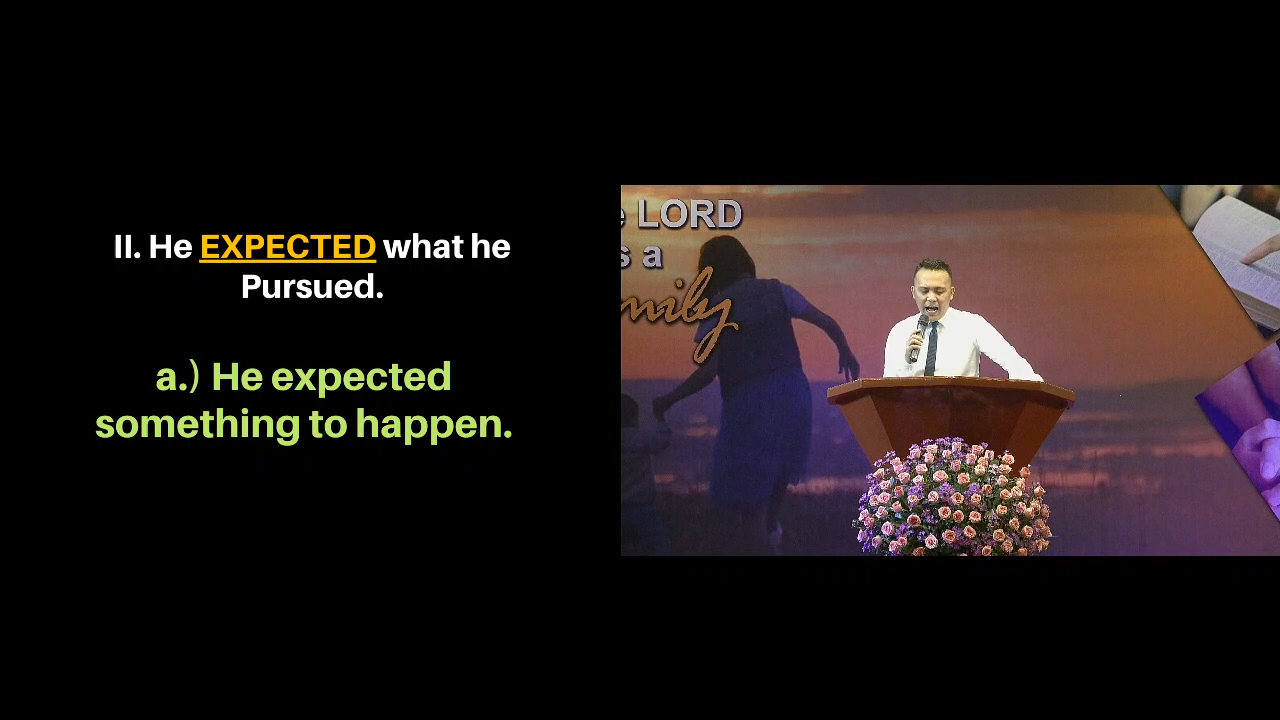 II. He EXPECTED what he
Pursued.
a.) He expected
something to happen.
LORD
s a
mily